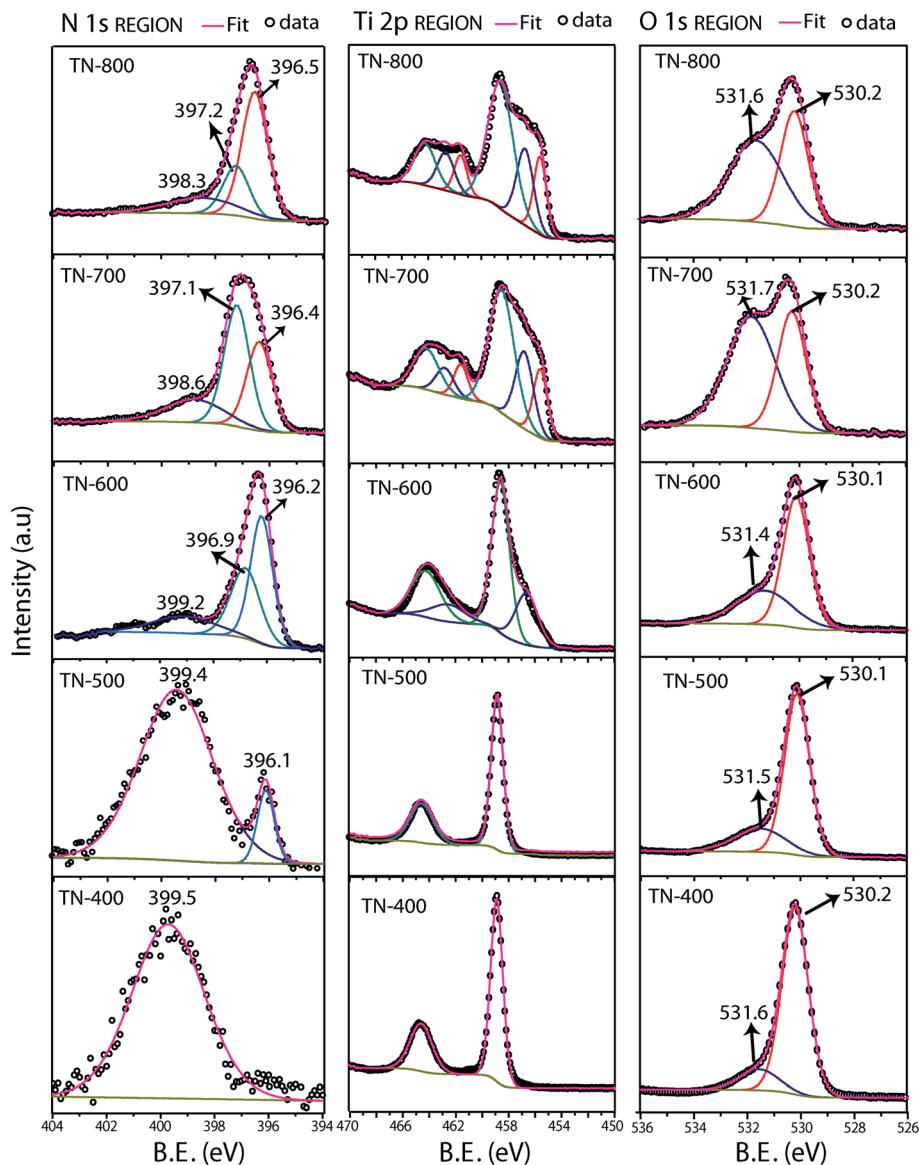 N 1s REGION — Fit o data
Ti 2p REGION — Fit o data
O 1s REGION — Fit o data
TN-800
396.5
397.2
398.3
TN-800
TN-800
531.6
530.2
TN-700
397.1
396.4
398.6
TN-700
TN-700
531.7
530.2
TN-600
396.2
396.9
399.2
TN-600
TN-600
530.1
531.4
TN-500
399.4
396.1
TN-500
TN-500
530.1
531.5
TN-400
399.5
TN-400
TN-400
530.2
531.6
Intensity (a.u)
404 402 400 398 396 394
470 466 462 458 454 450
536 534 532 530 528 526
B.E. (eV)
B.E. (eV)
B.E. (eV)